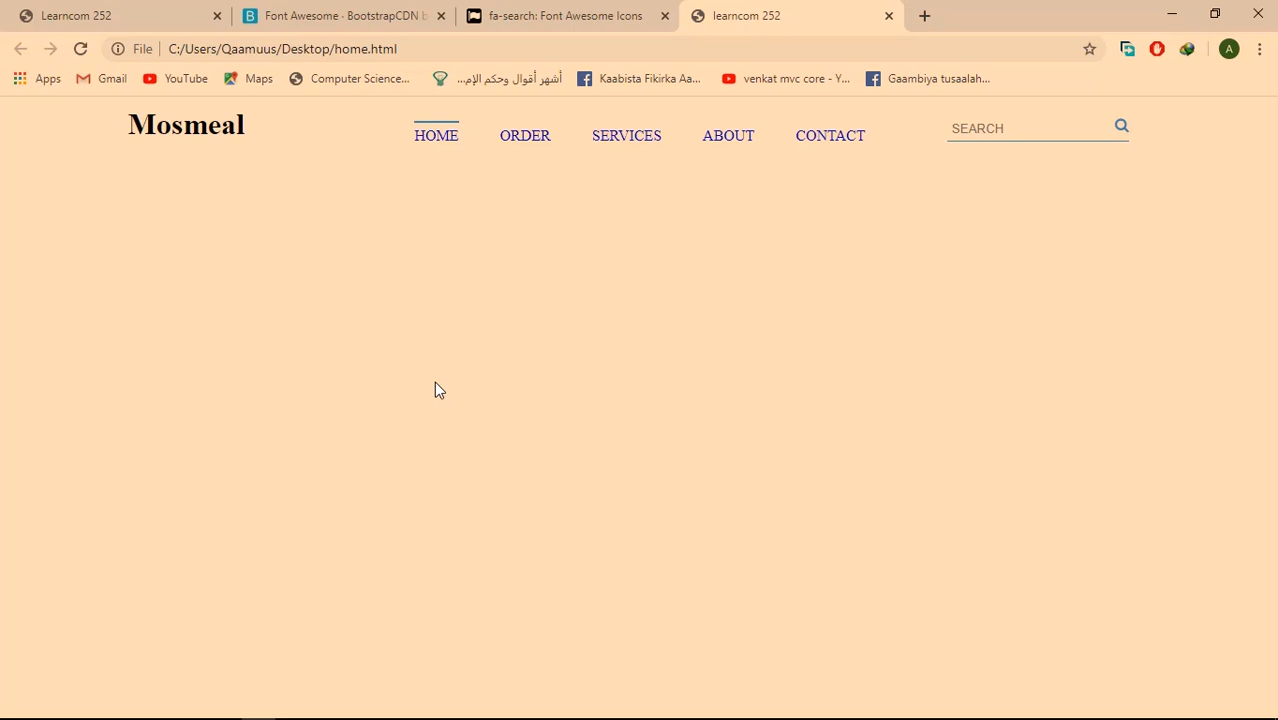 Learncom 252
Font Awesome · BootstrapCDN b
fa-search: Font Awesome Icons
learncom 252
File C:/Users/Qaamuus/Desktop/home.html
A
Apps Gmail YouTube Maps Computer Science... أشهر أقوال وحكم الإم... Kaabista Fikirka Aa... venkat mvc core - Y... Gaambiya tusaalah...
Mosmeal
HOME ORDER SERVICES ABOUT CONTACT
SEARCH